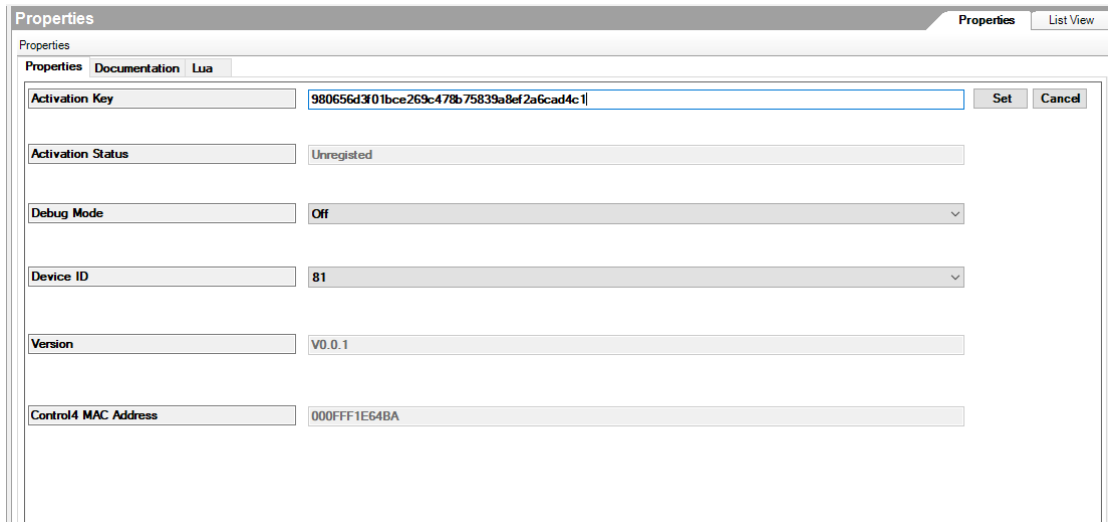 Properties
Properties List View
Properties
Properties Documentation Lua
Activation Key 980656d3f01bce269c478b75839a8ef2a6cad4c1 Set Cancel
Activation Status Unregisted
Debug Mode Off
Device ID 81
Version V0.0.1
Control4 MAC Address 000FFF1E64BA